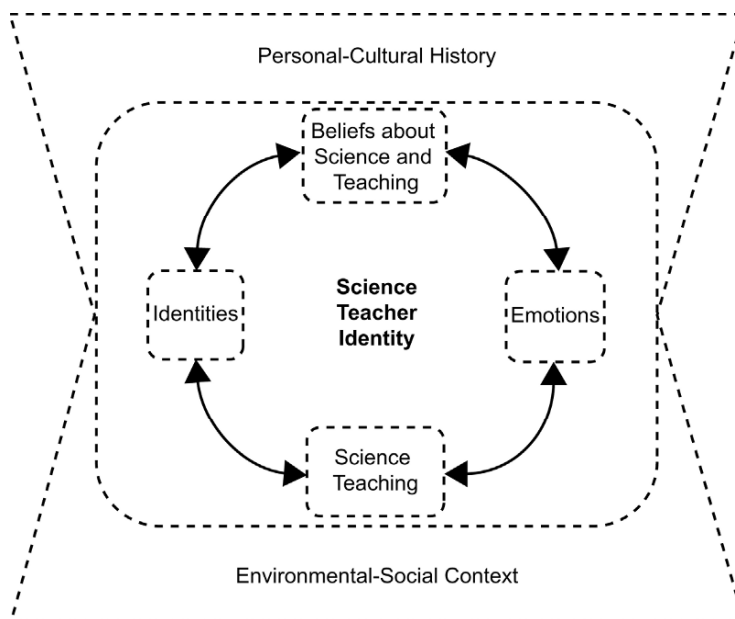 Personal-Cultural History
Beliefs about
Science and
Teaching
Identities
Science
Teacher
Identity
Emotions
Science
Teaching
Environmental-Social Context